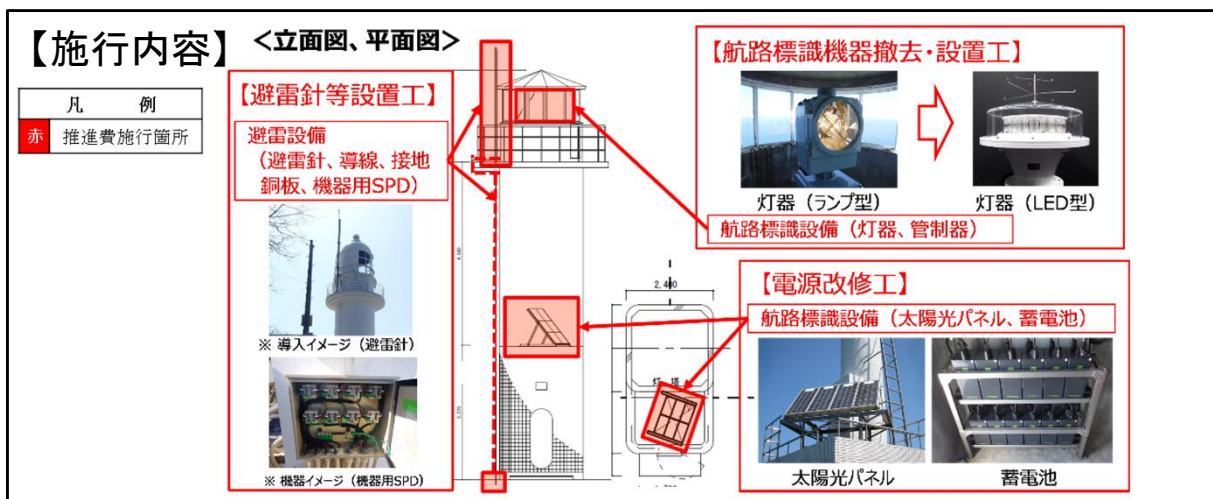 【施行内容】
<立面図、平面図>
凡　例
赤 推進費施行箇所
【避雷針等設置工】
避雷設備
（避雷針、導線、接地
銅板、機器用SPD）
※ 導入イメージ（避雷針）
※ 機器イメージ（機器用SPD）
2,400
灯 塔
【航路標識機器撤去・設置工】
灯器（ランプ型）
灯器（LED型）
航路標識設備（灯器、管制器）
【電源改修工】
航路標識設備（太陽光パネル、蓄電池）
太陽光パネル
蓄電池